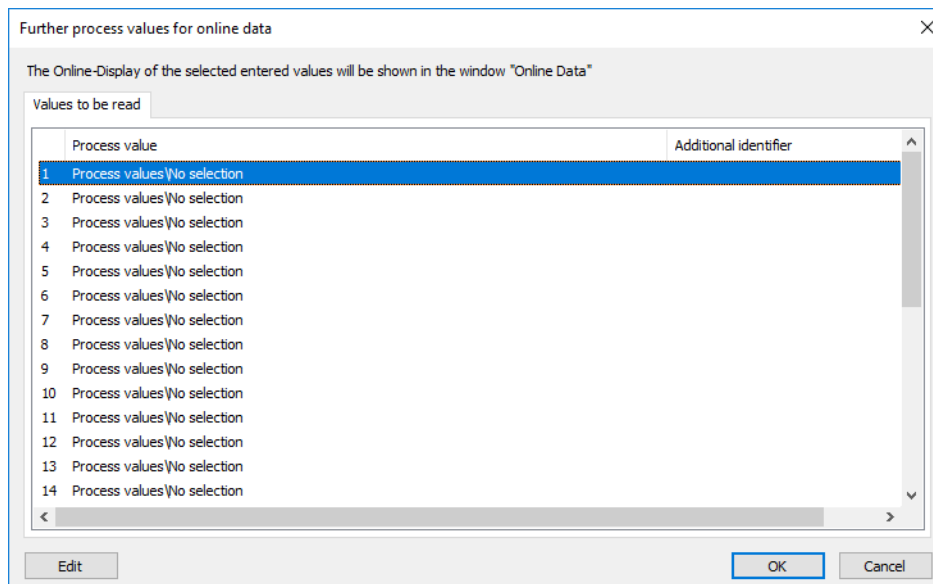 Further process values for online data
The Online-Display of the selected entered values will be shown in the window "Online Data"
Values to be read
Process value Additional identifier
1 Process values\No selection
2 Process values\No selection
3 Process values\No selection
4 Process values\No selection
5 Process values\No selection
6 Process values\No selection
7 Process values\No selection
8 Process values\No selection
9 Process values\No selection
10 Process values\No selection
11 Process values\No selection
12 Process values\No selection
13 Process values\No selection
14 Process values\No selection
Edit OK Cancel